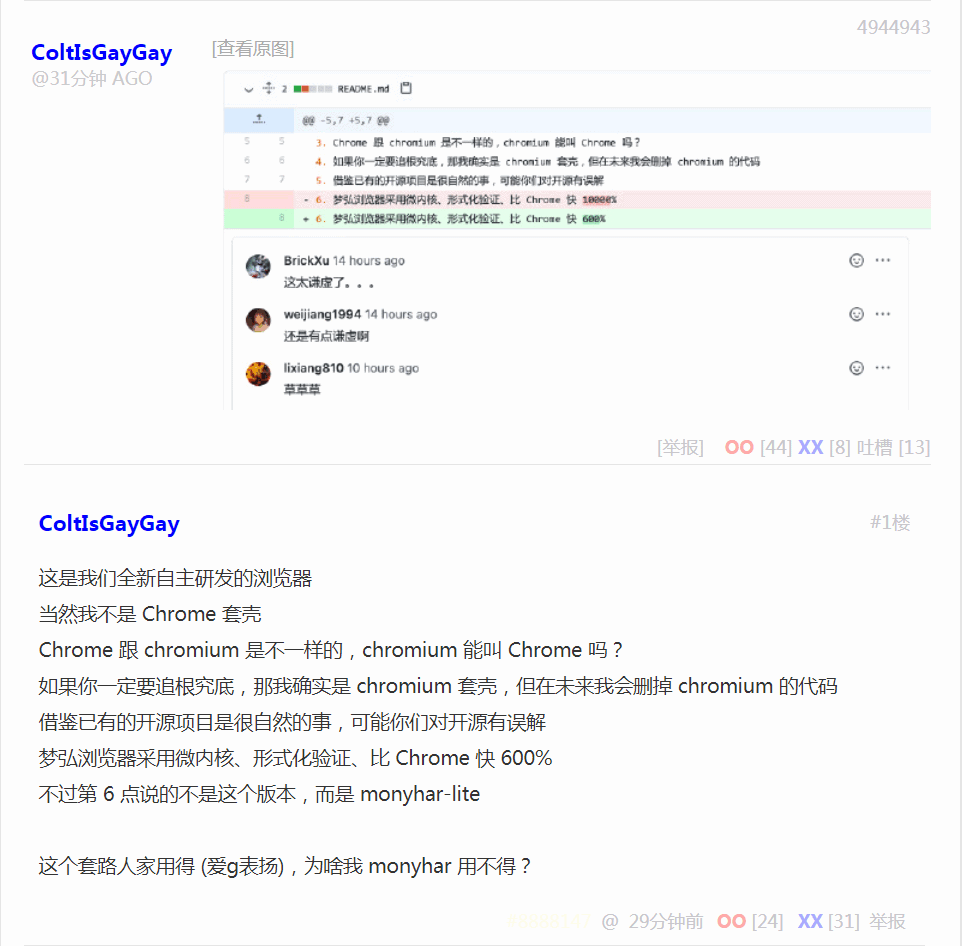 4944943
ColtIsGayGay
@31分钟 AGO
[查看原图]
2 README.md
@@ -5,7 +5,7 @@
5 5 3. Chrome 跟 chromium 是不一样的，chromium 能叫 Chrome 吗？
6 6 4. 如果你一定要追根究底，那我确实是 chromium 套壳，但在未来我会删掉 chromium 的代码
7 7 5. 借鉴已有的开源项目是很自然的事，可能你们对开源有误解
8 - 6. 梦弘浏览器采用微内核、形式化验证、比 Chrome 快 10000%
8 + 6. 梦弘浏览器采用微内核、形式化验证、比 Chrome 快 600%
BrickXu 14 hours ago
这太谦虚了。。。
weijiang1994 14 hours ago
还是有点谦虚啊
lixiang810 10 hours ago
草草草
[举报] OO [44] XX [8] 吐槽 [13]
ColtIsGayGay
#1楼
这是我们全新自主研发的浏览器
当然我不是 Chrome 套壳
Chrome 跟 chromium 是不一样的，chromium 能叫 Chrome 吗？
如果你一定要追根究底，那我确实是 chromium 套壳，但在未来我会删掉 chromium 的代码
借鉴已有的开源项目是很自然的事，可能你们对开源有误解
梦弘浏览器采用微内核、形式化验证、比 Chrome 快 600%
不过第 6 点说的不是这个版本，而是 monyhar-lite
这个套路人家用得 (爱g表扬)，为啥我 monyhar 用不得？
@ 29分钟前 OO [24] XX [31] 举报